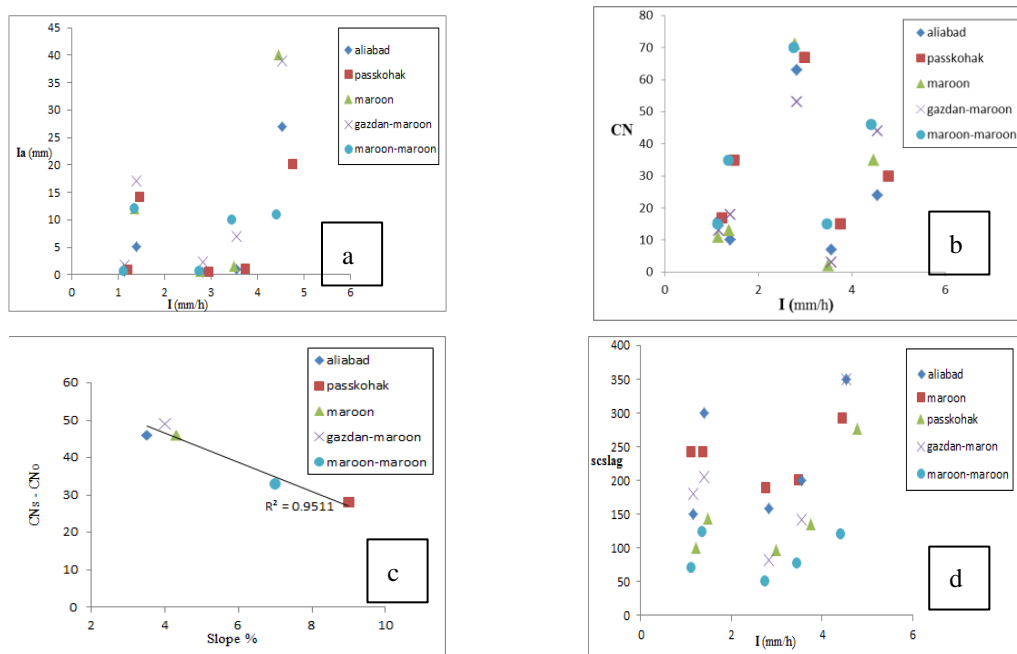 45
40
35
30
25
20
15
10
5
0
Ia (mm)
0 1 2 3 4 5 6
I (mm/h)
aliabad
passkohak
maroon
gazdan-maroon
maroon-maroon
a
80
70
60
50
40
30
20
10
0
CN
0 2 4 6
I (mm/h)
aliabad
passkohak
maroon
gazdan-maroon
maroon-maroon
b
60
50
40
30
20
10
0
CNs - CNo
2 4 6 8 10
Slope %
R² = 0.9511
aliabad
passkohak
maroon
gazdan-maroon
maroon-maroon
c
400
350
300
250
200
150
100
50
0
scslag
0 2 4 6
I (mm/h)
aliabad
maroon
passkohak
gazdan-maron
maroon-maroon
d